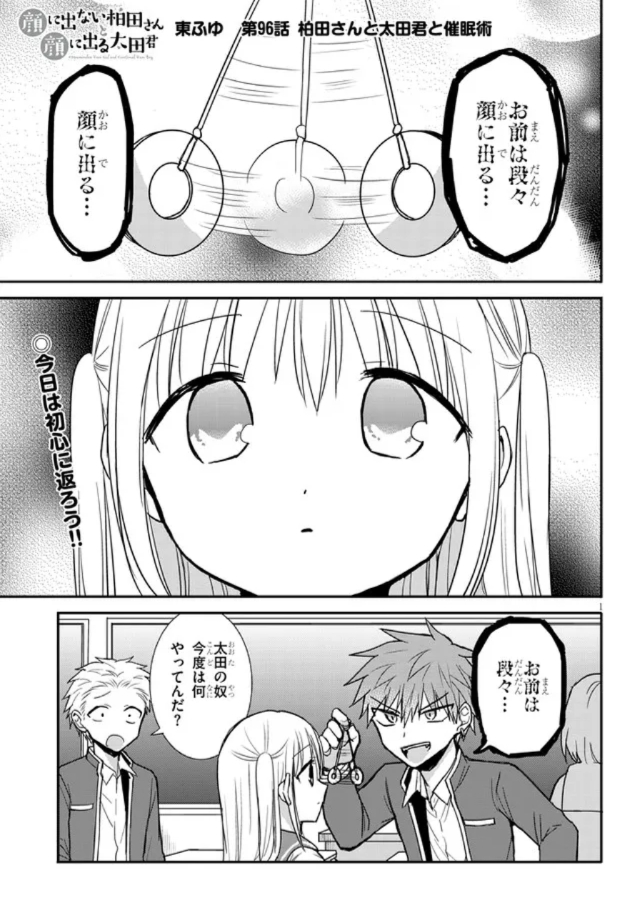 顔に出ない柏田さんと
顔に出る太田君
東ふゆ 第96話 柏田さんと太田君と催眠術
お前は段々
顔に出る…
顔に出る…
◎今日は初心に返ろう!!
お前は
段々…
太田の奴
今度は何
やってんだ?